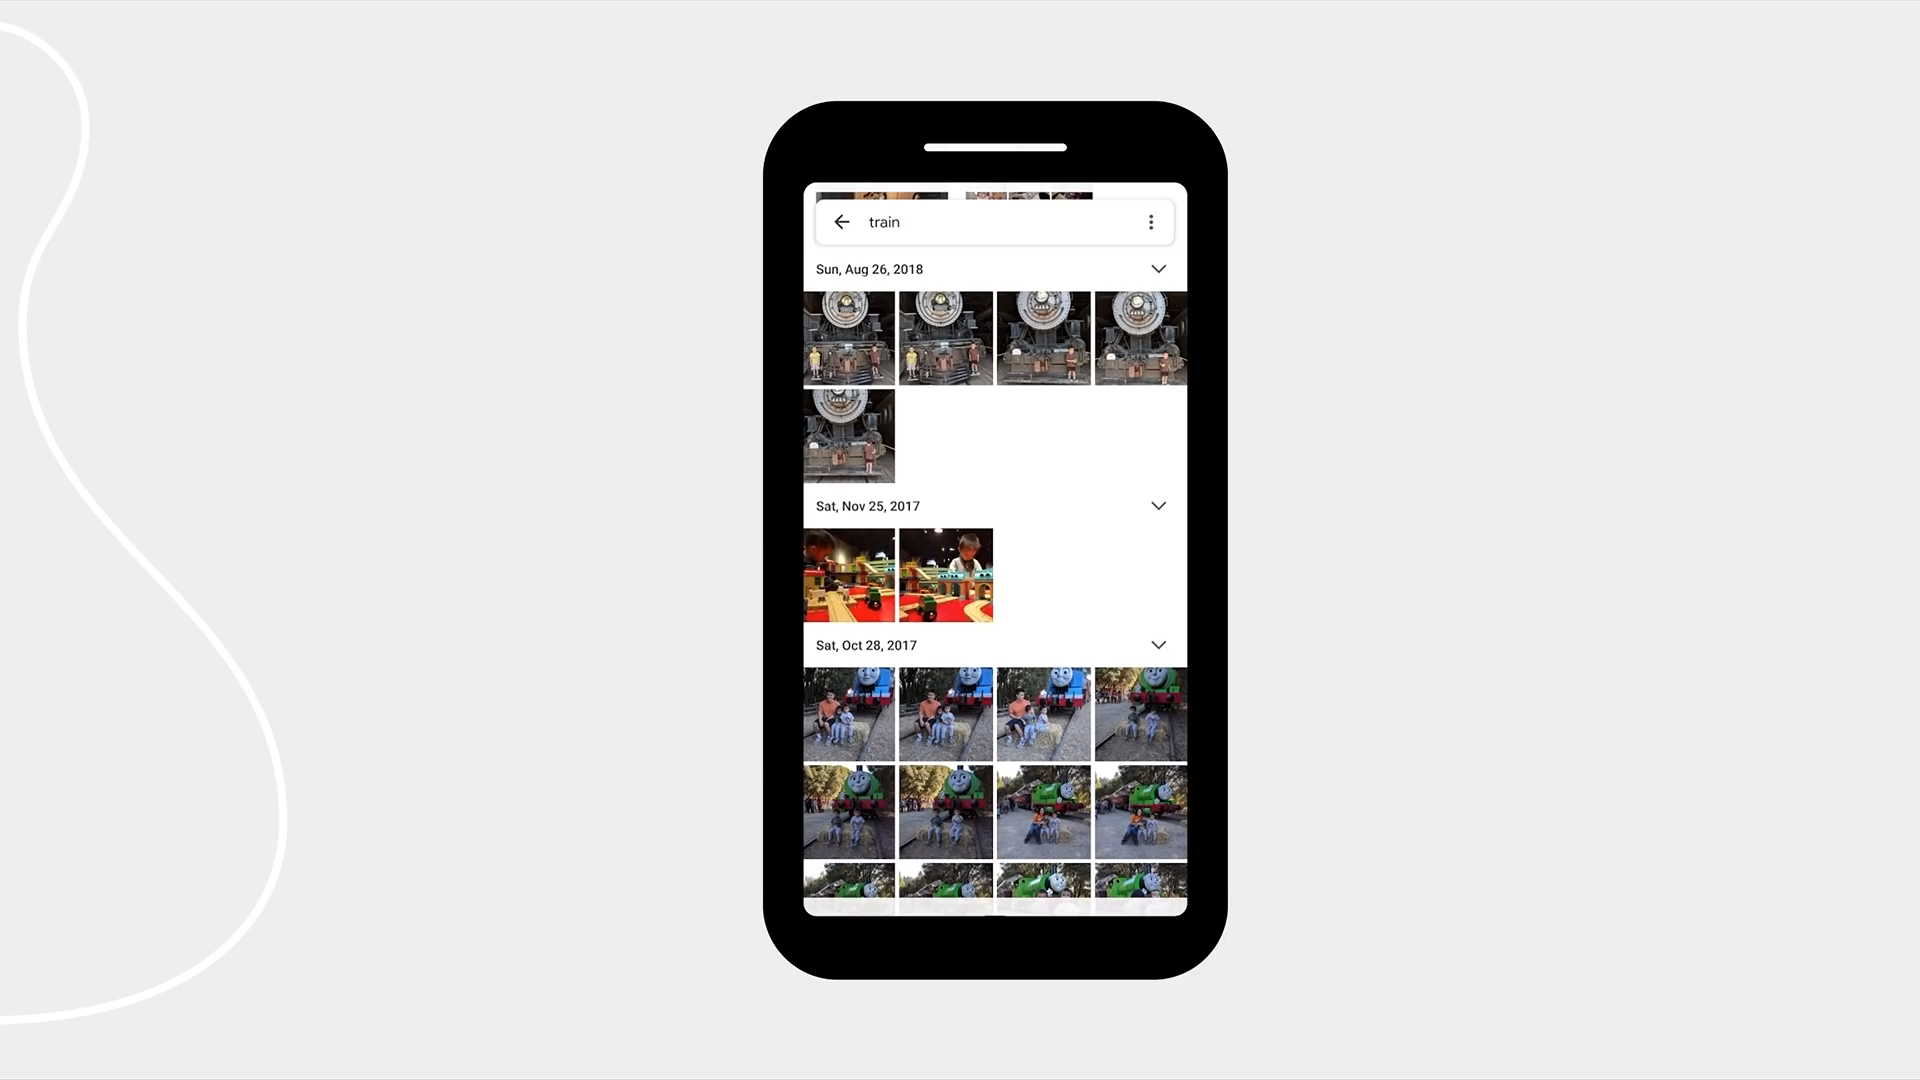 train
Sun, Aug 26, 2018
Sat, Nov 25, 2017
Sat, Oct 28, 2017